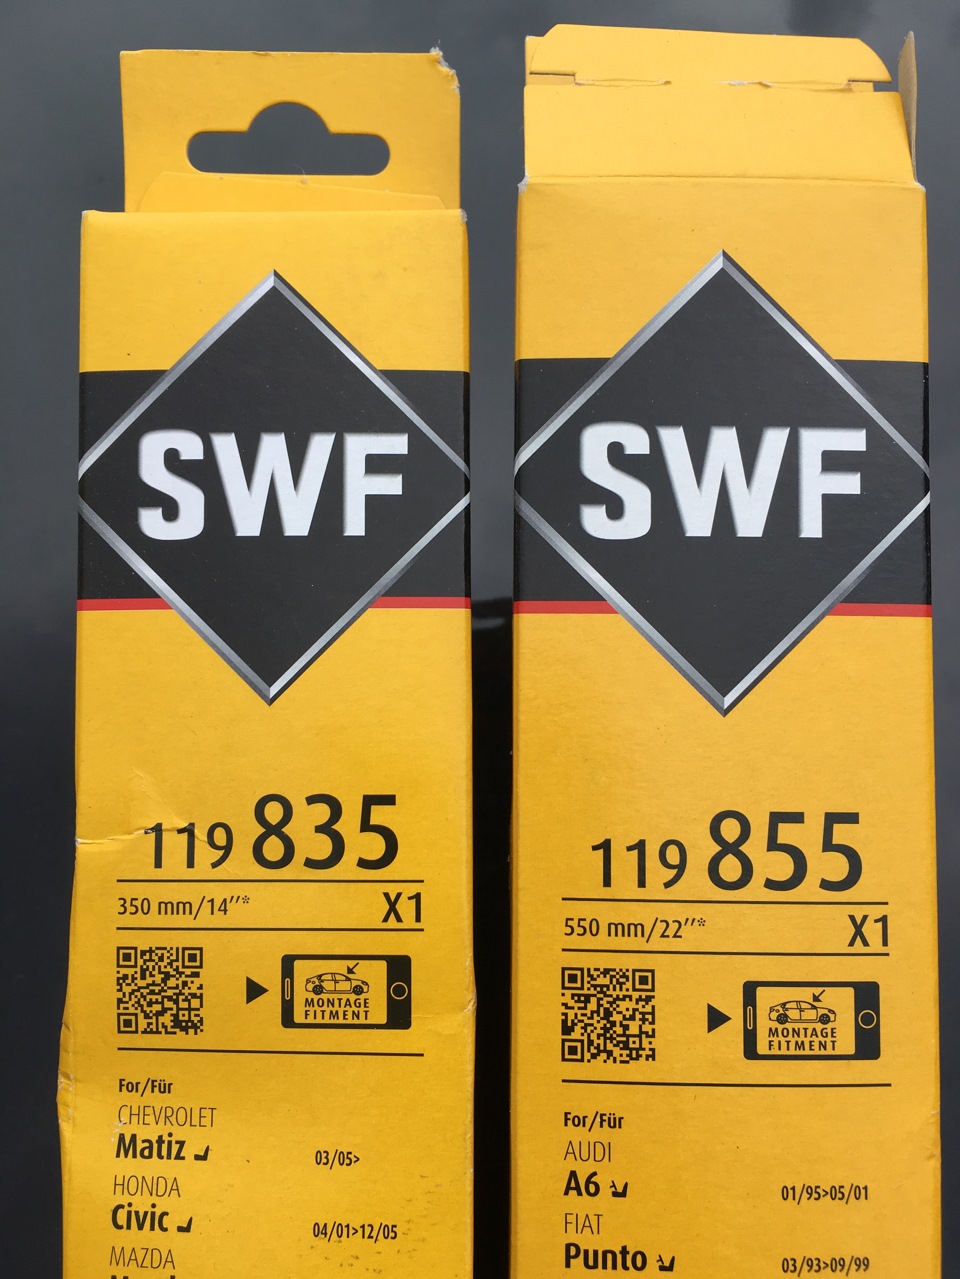 SWF
119 835
350 mm/14″*
X1
MONTAGE
FITMENT
For/Für
CHEVROLET
Matiz
03/05>
HONDA
Civic
04/01>12/05
MAZDA
SWF
119 855
550 mm/22″*
X1
MONTAGE
FITMENT
For/Für
AUDI
A6
01/95>05/01
FIAT
Punto
03/93>09/99